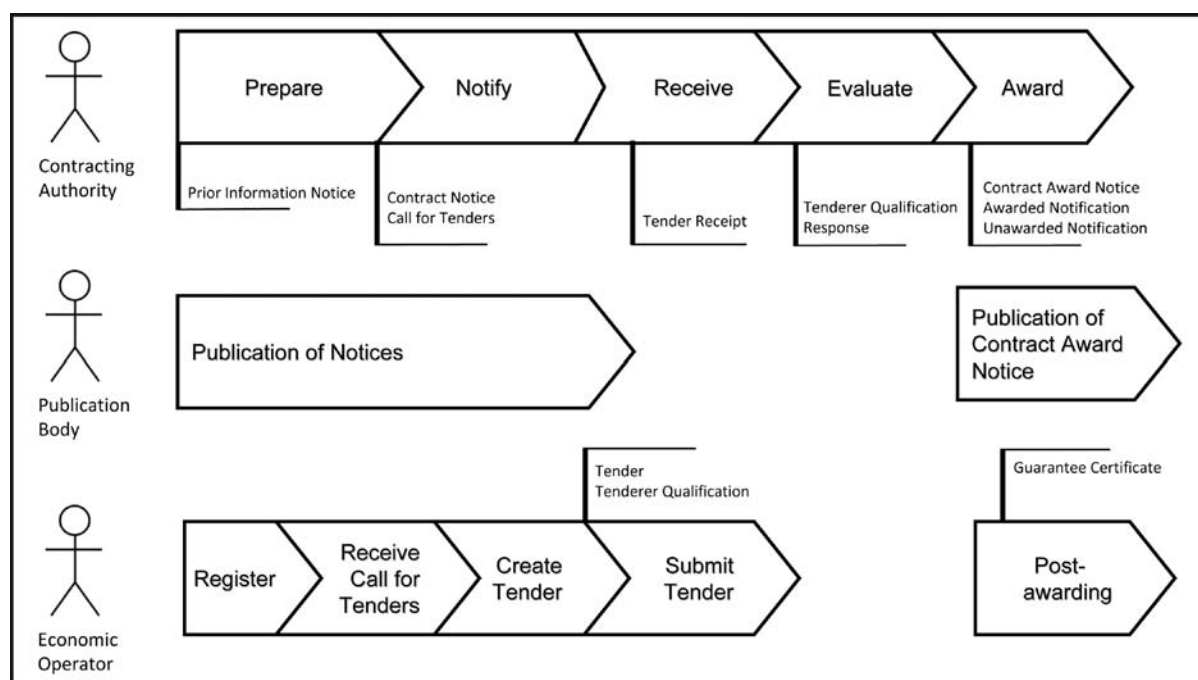 Prepare
Notify
Receive
Evaluate
Award
Contracting
Authority
Prior Information Notice
Contract Notice
Call for Tenders
Tender Receipt
Tenderer Qualification
Response
Contract Award Notice
Awarded Notification
Unawarded Notification
Publication of Notices
Publication of
Contract Award
Notice
Publication
Body
Tender
Tenderer Qualification
Guarantee Certificate
Register
Receive
Call for
Tenders
Create
Tender
Submit
Tender
Post-
awarding
Economic
Operator